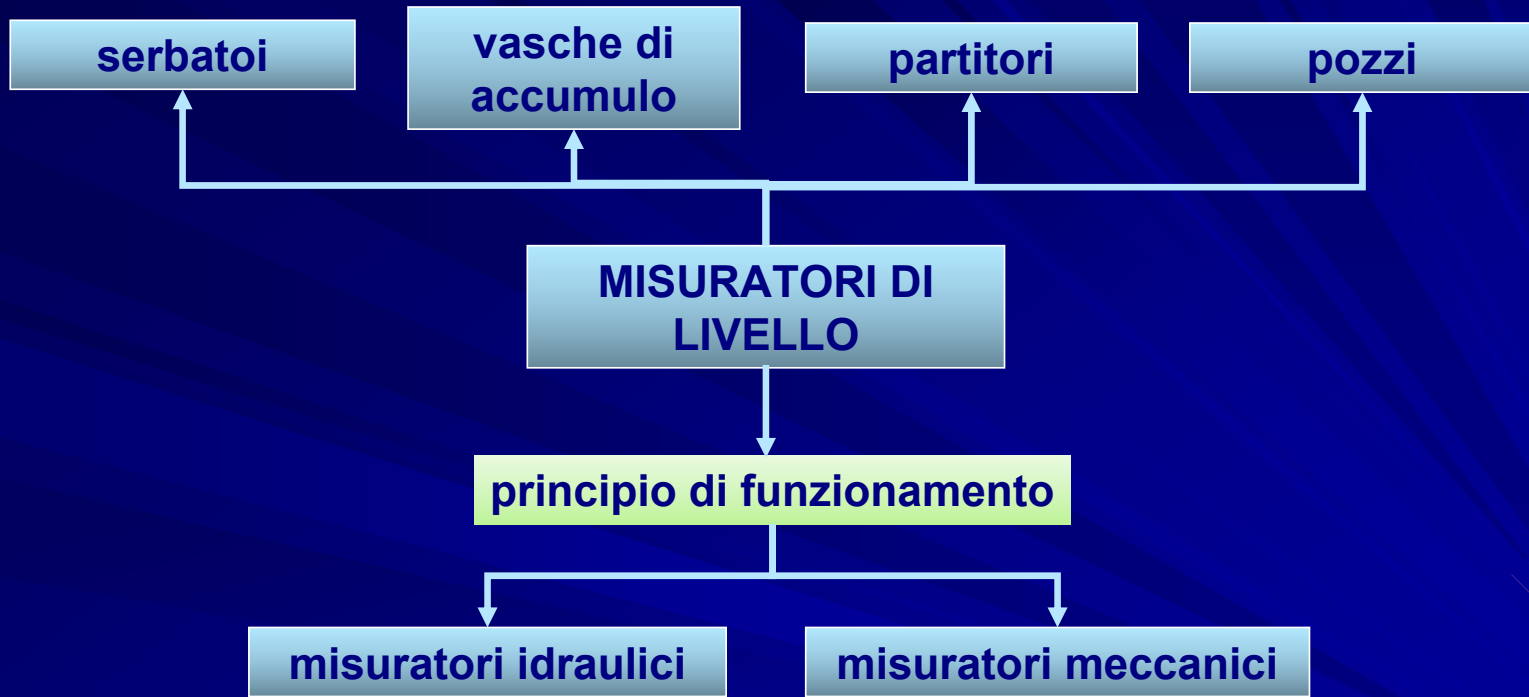 serbatoi
vasche di
accumulo
partitori
pozzi
MISURATORI DI
LIVELLO
principio di funzionamento
misuratori idraulici
misuratori meccanici